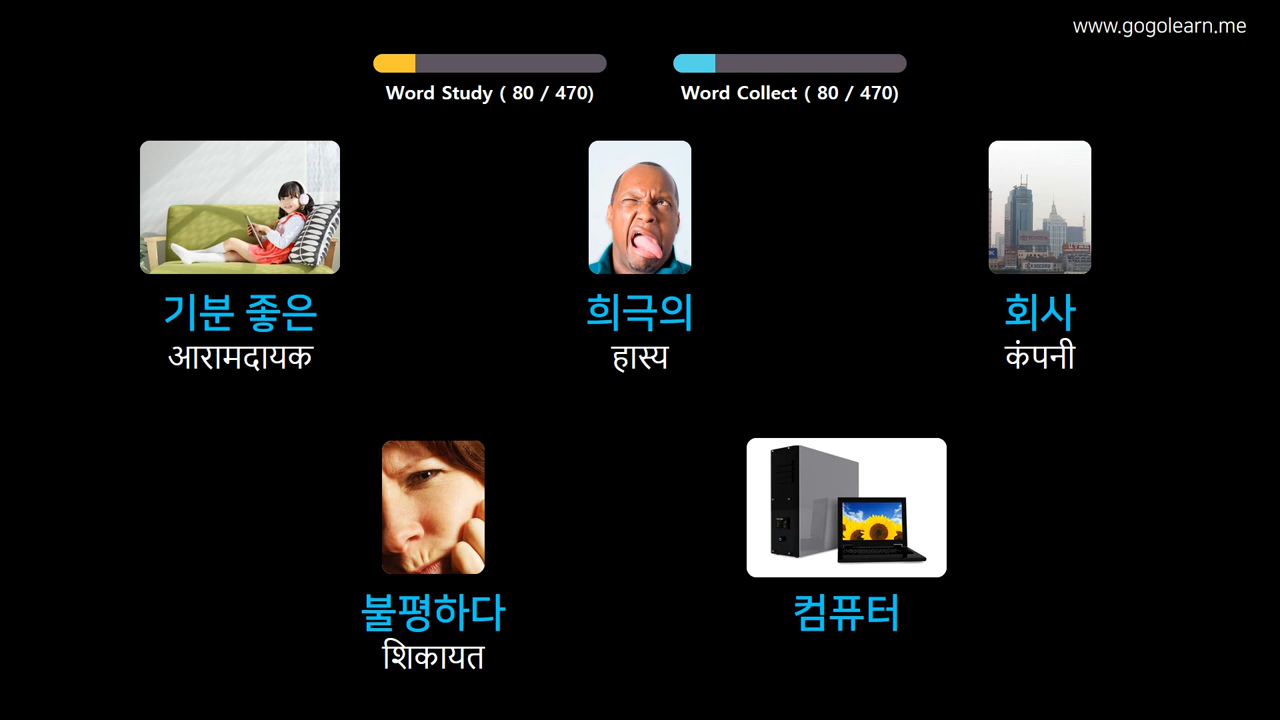 www.gogolearn.me
Word Study ( 80 / 470)
Word Collect ( 80 / 470)
기분 좋은
आरामदायक
희극의
हास्य
회사
कंपनी
불평하다
शिकायत
컴퓨터